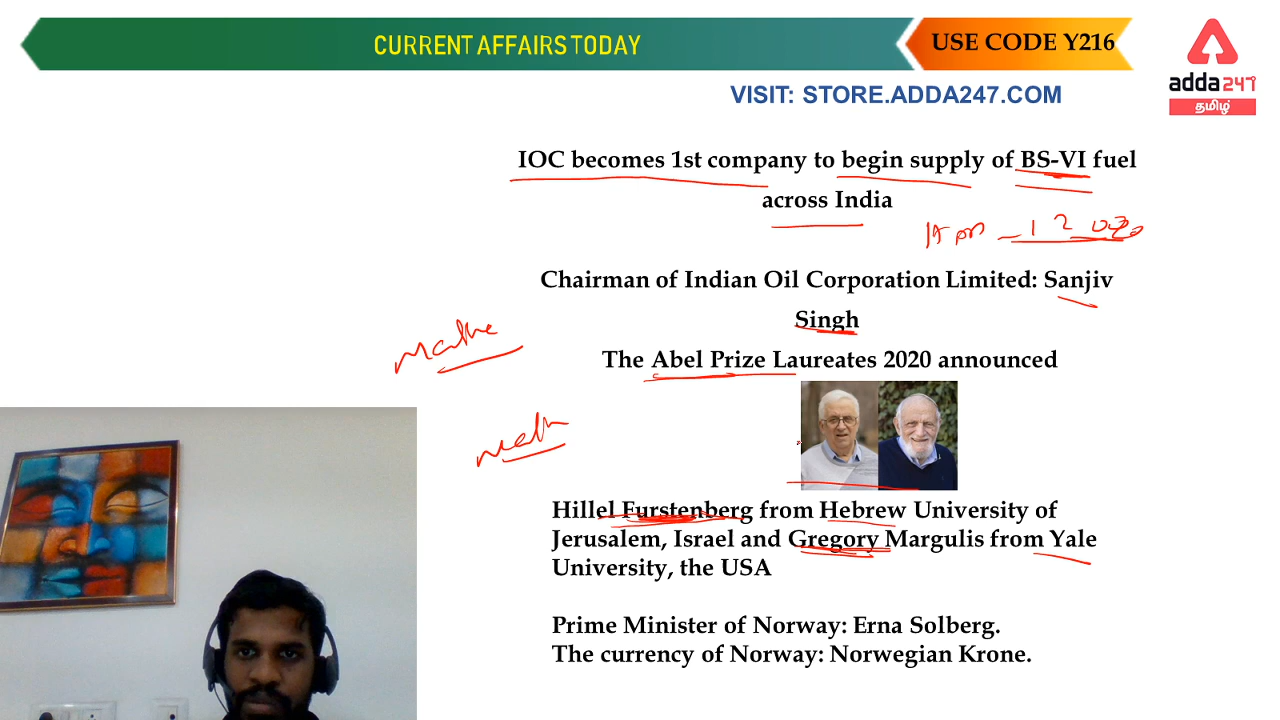 CURRENT AFFAIRS TODAY
USE CODE Y216
adda247
தமிழ்
VISIT: STORE.ADDA247.COM
IOC becomes 1st company to begin supply of BS-VI fuel
across India
Chairman of Indian Oil Corporation Limited: Sanjiv
Singh
The Abel Prize Laureates 2020 announced
Hillel Furstenberg from Hebrew University of
Jerusalem, Israel and Gregory Margulis from Yale
University, the USA
Prime Minister of Norway: Erna Solberg.
The currency of Norway: Norwegian Krone.